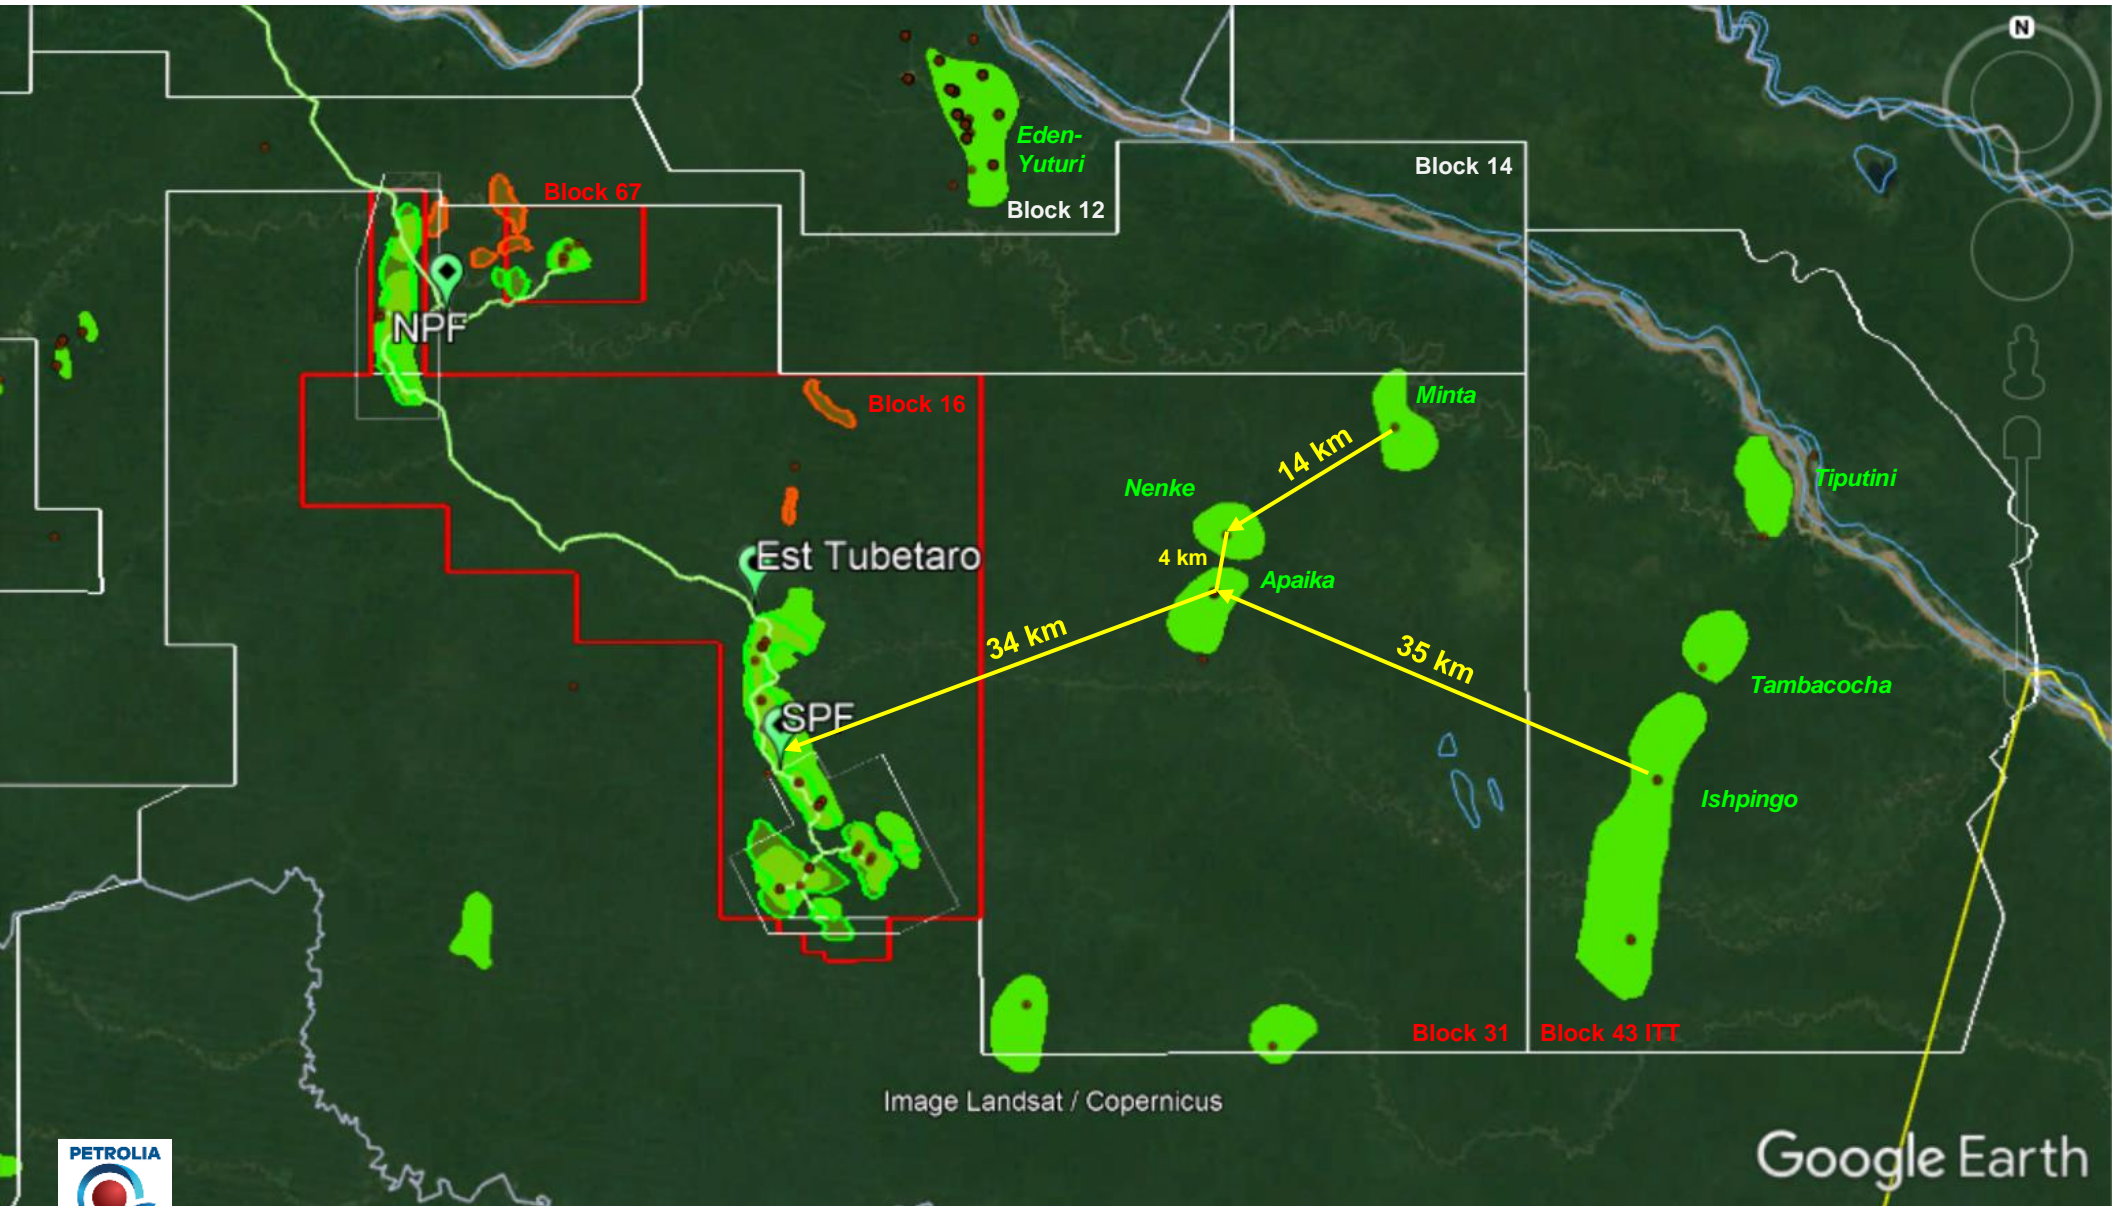 N
Eden-
Yuturi
Block 14
Block 67
Block 12
NPF
Minta
Block 16
14 km
Nenke
Tiputini
Est Tubetaro
4 km
Apaika
34 km
35 km
Tambacocha
SPF
Ishpingo
Block 31
Block 43 ITT
Image Landsat / Copernicus
PETROLIA
Google Earth